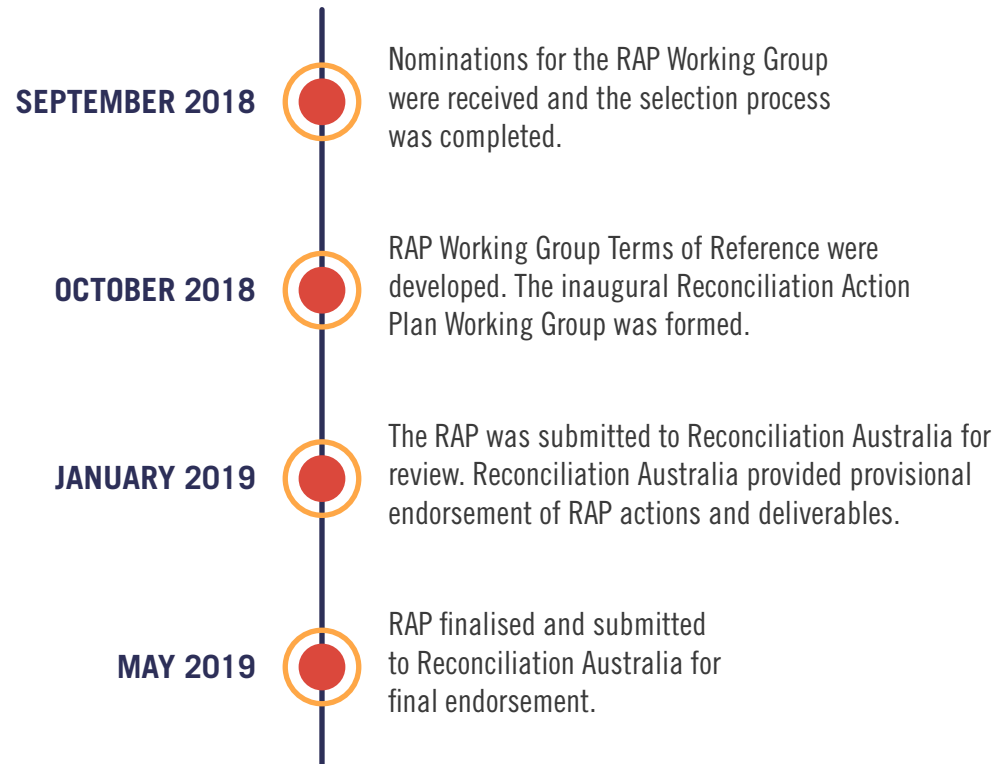 SEPTEMBER 2018
Nominations for the RAP Working Group
were received and the selection process
was completed.
OCTOBER 2018
RAP Working Group Terms of Reference were
developed. The inaugural Reconciliation Action
Plan Working Group was formed.
JANUARY 2019
The RAP was submitted to Reconciliation Australia for
review. Reconciliation Australia provided provisional
endorsement of RAP actions and deliverables.
MAY 2019
RAP finalised and submitted
to Reconciliation Australia for
final endorsement.